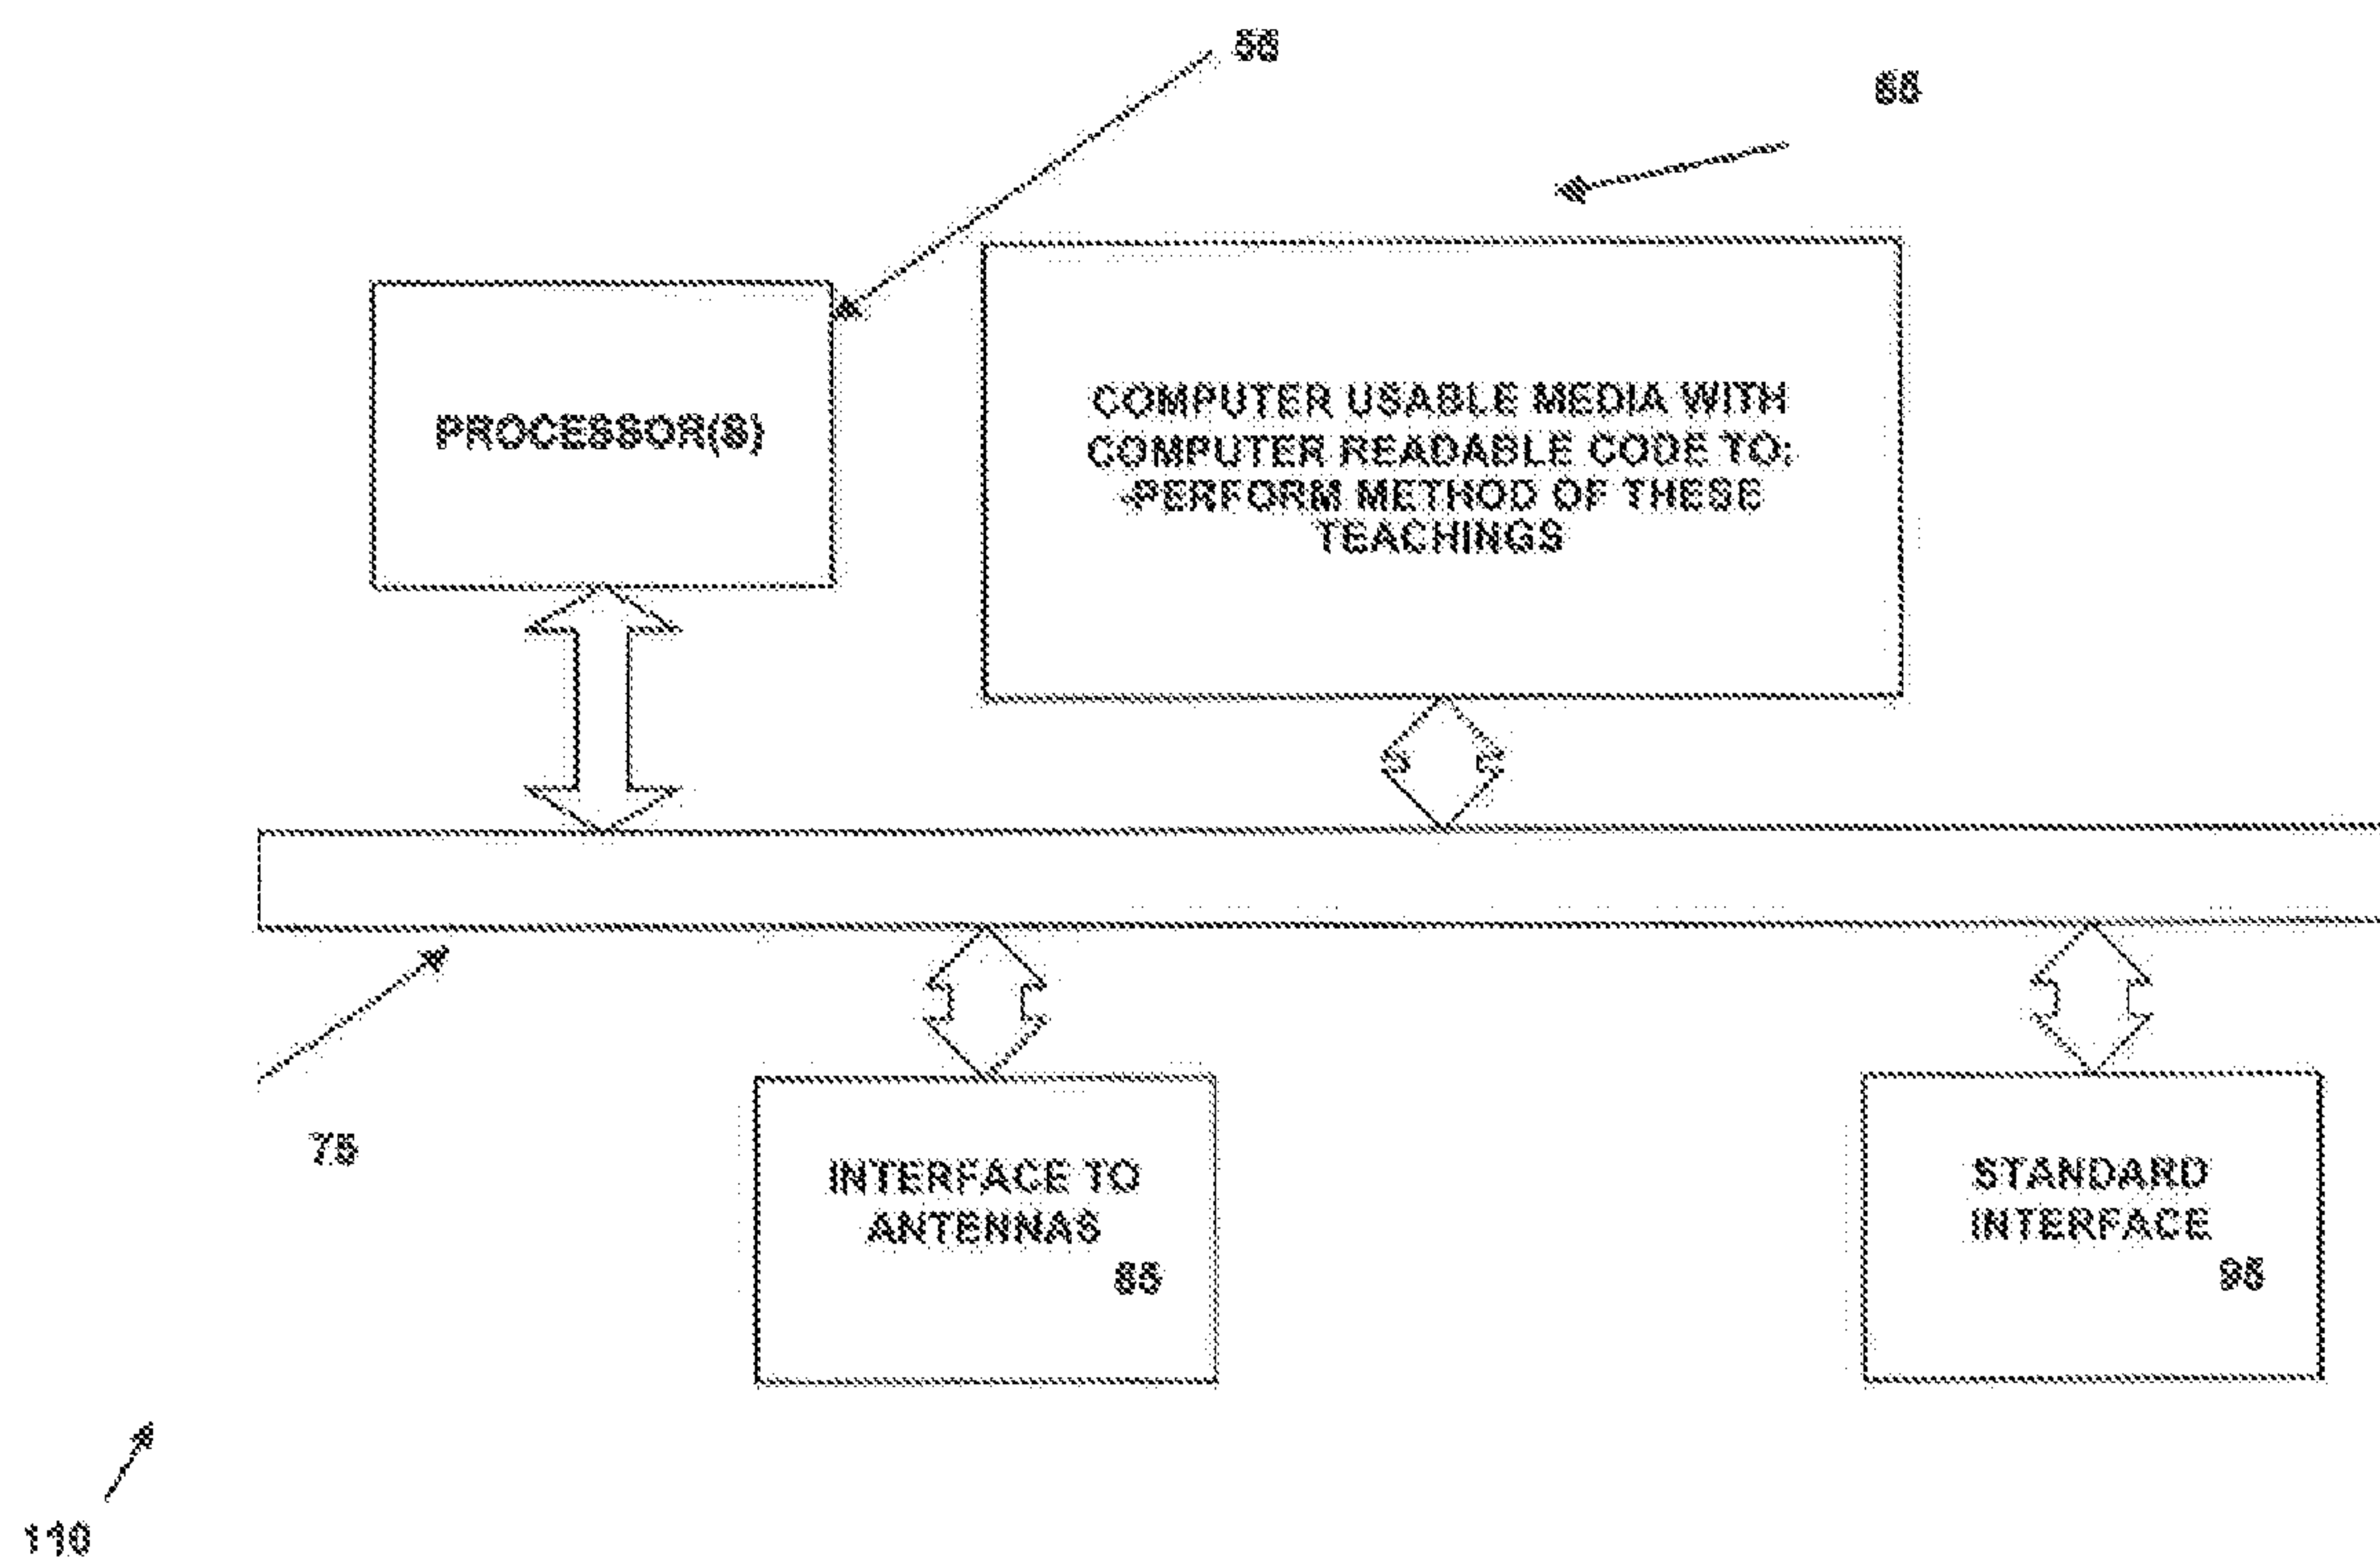 55
65
PROCESSOR(S)
COMPUTER USABLE MEDIA WITH
COMPUTER READABLE CODE TO:
-PERFORM METHOD OF THESE
TEACHINGS
75
INTERFACE TO
ANTENNAS
85
STANDARD
INTERFACE
95
110